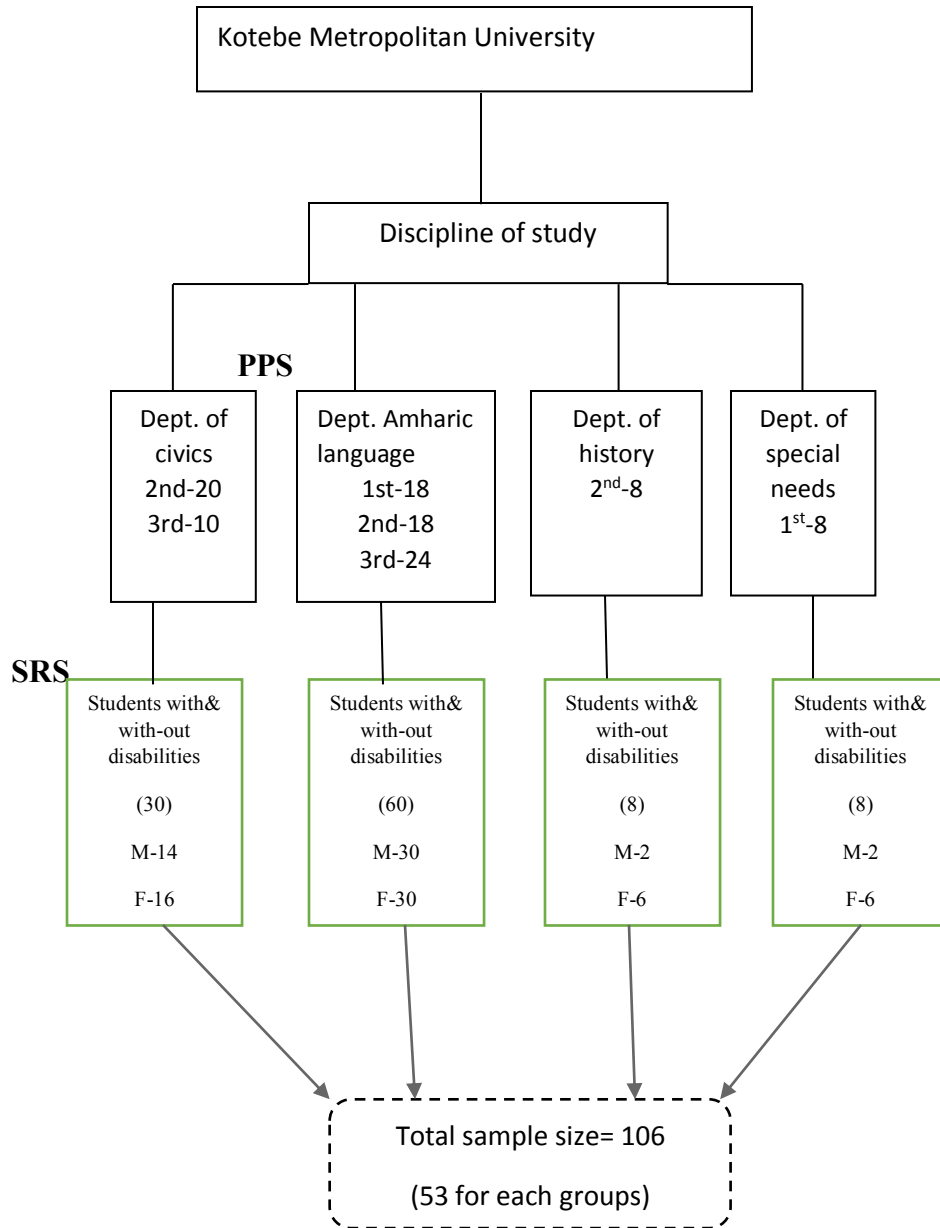 Kotebe Metropolitan University
Discipline of study
PPS
Dept. of
civics
2nd-20
3rd-10
Dept. Amharic
language
1st-18
2nd-18
3rd-24
Dept. of
history
2nd-8
Dept. of
special
needs
1st-8
SRS
Students with&
with-out
disabilities
(30)
M-14
F-16
Students with&
with-out
disabilities
(60)
M-30
F-30
Students with&
with-out
disabilities
(8)
M-2
F-6
Students with&
with-out
disabilities
(8)
M-2
F-6
Total sample size= 106
(53 for each groups)